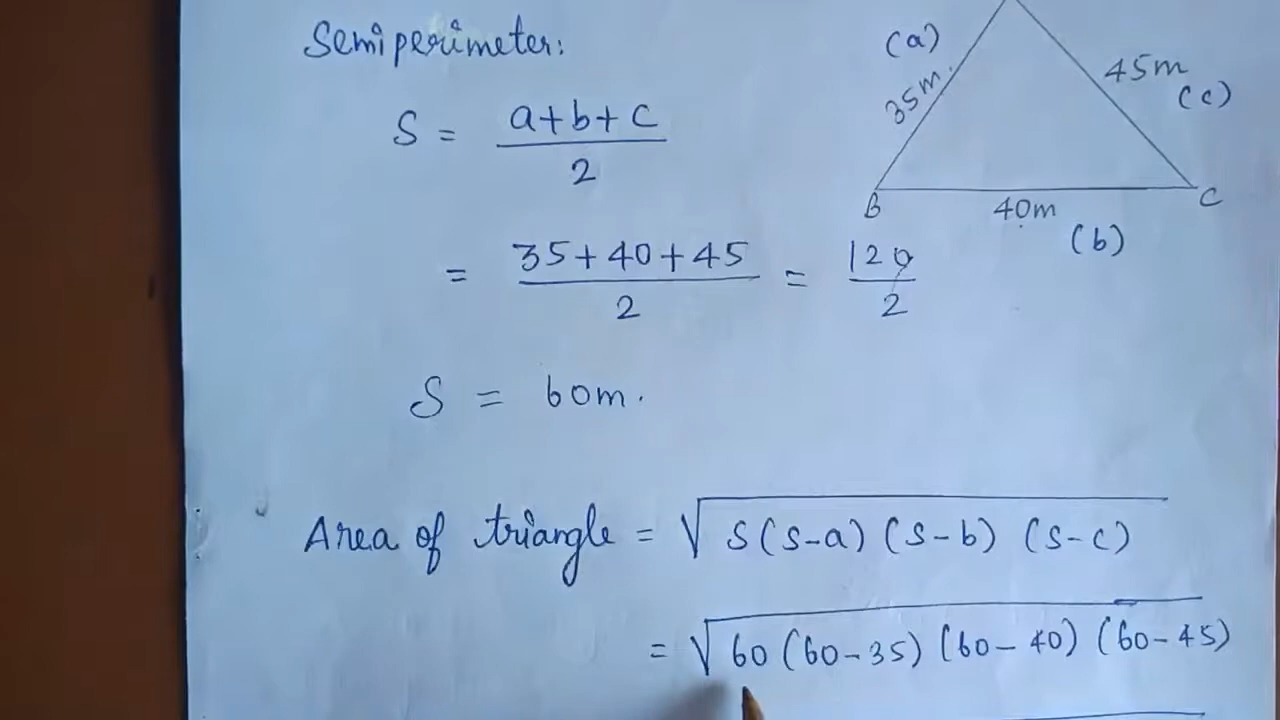 Semiperimeter:
(a)
35m.
45m
(c)
S = a+b+c
2
B
C
40m
(b)
= 35+40+45 = 120
2 2
S = 60m.
Area of triangle = √ S(S-a) (S-b) (S-c)
= √ 60 (60-35) (60-40) (60-45)